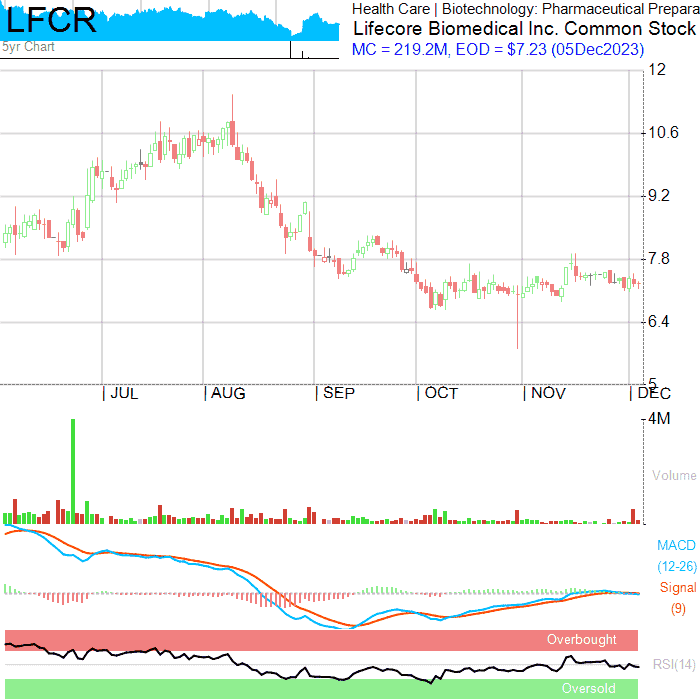 LFCR
Health Care | Biotechnology: Pharmaceutical Prepara
Lifecore Biomedical Inc. Common Stock
5yr Chart
MC = 219.2M, EOD = $7.23 (05Dec2023)
12
10.6
9.2
7.8
6.4
5
| JUL | AUG | SEP | OCT | NOV | DEC
4M
Volume
MACD
(12-26)
Signal
(9)
Overbought
RSI(14)
Oversold